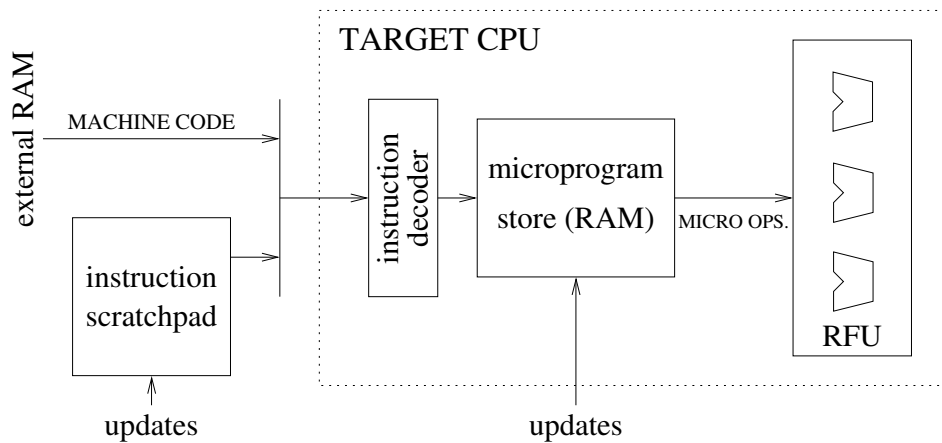 TARGET CPU
external RAM
MACHINE CODE
instruction
decoder
microprogram
store (RAM)
MICRO OPS.
instruction
scratchpad
RFU
updates
updates